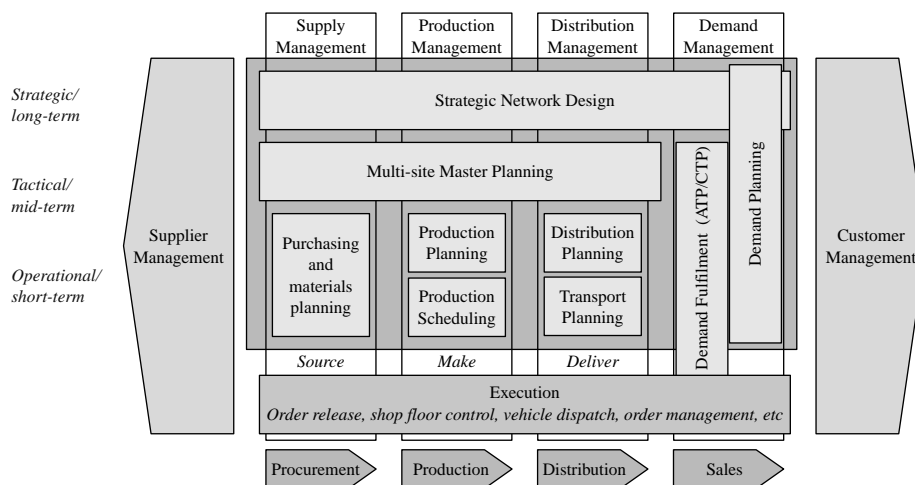 Supply
Management
Production
Management
Distribution
Management
Demand
Management
Strategic/
long-term
Strategic Network Design
Tactical/
mid-term
Multi-site Master Planning
Demand Fulfilment (ATP/CTP)
Demand Planning
Operational/
short-term
Supplier
Management
Purchasing
and
materials
planning
Production
Planning
Distribution
Planning
Production
Scheduling
Transport
Planning
Customer
Management
Source
Make
Deliver
Execution
Order release, shop floor control, vehicle dispatch, order management, etc
Procurement
Production
Distribution
Sales